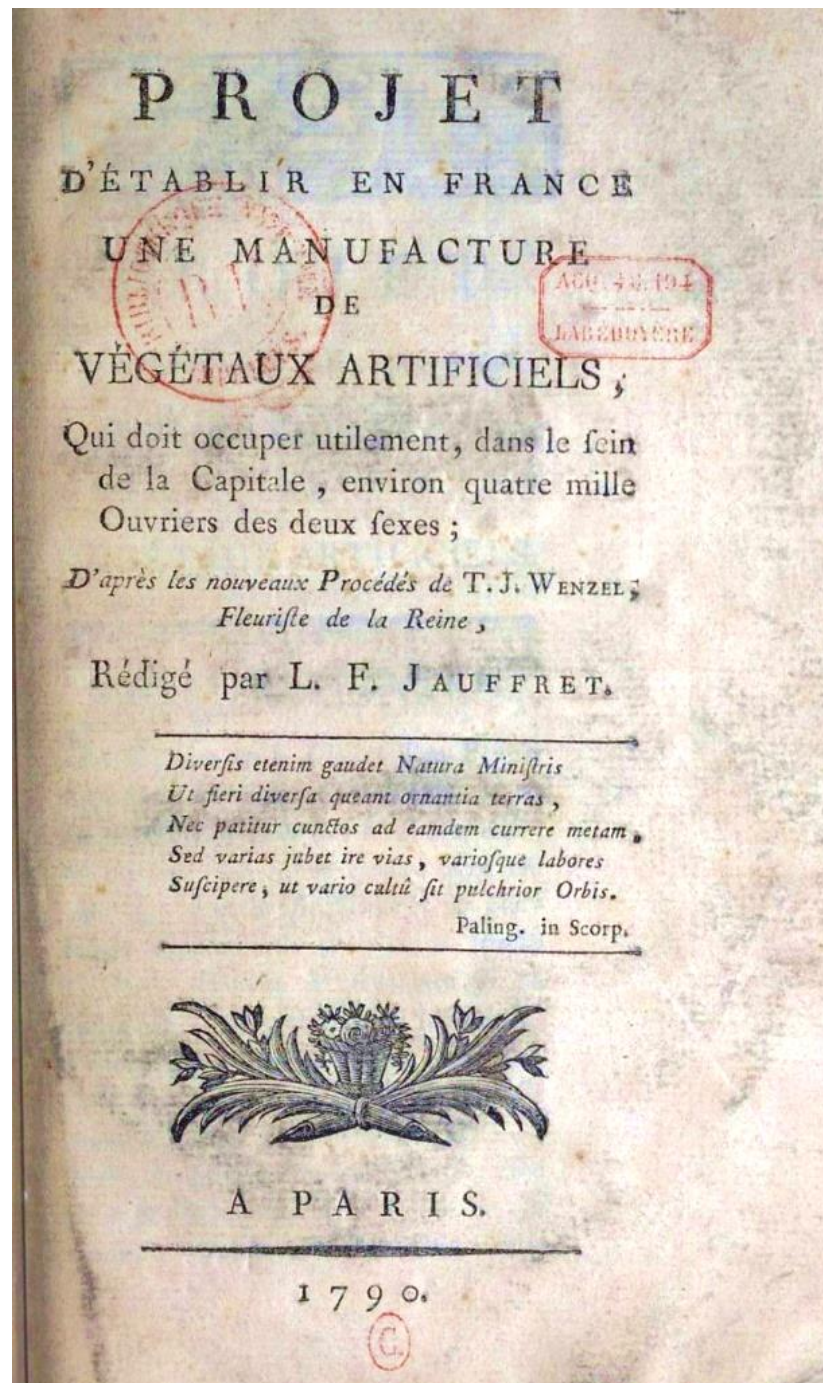 PROJET
D'ÉTABLIR EN FRANCE
UNE MANUFACTURE
DE
VÉGÉTAUX ARTIFICIELS,
Qui doit occuper utilement, dans le ſein
de la Capitale, environ quatre mille
Ouvriers des deux ſexes;
D'après les nouveaux Procédés de T. J. WENZEL,
Fleuriſte de la Reine,
Rédigé par L. F. JAUFFRET.
Diverſis etenim gaudet Natura Miniſtris
Ut fieri diverſa queant ornantia terras,
Nec patitur cunctos ad eamdem currere metam,
Sed varias jubet ire vias, varioſque labores
Suſcipere, ut vario cultû ſit pulchrior Orbis.
Paling. in Scorp.
A PARIS.
1790.
LABÉDOYÈRE
C.